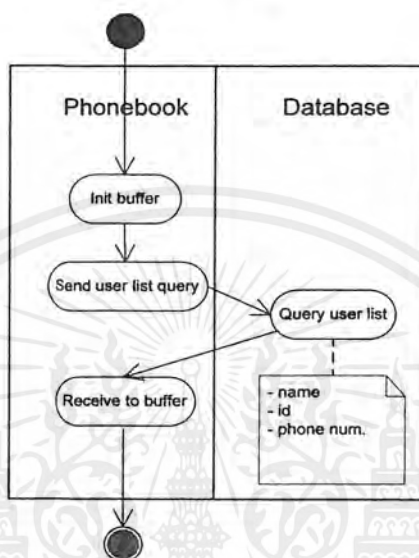 Phonebook
Database
Init buffer
Send user list query
Query user list
Receive to buffer
- name
- id
- phone num.